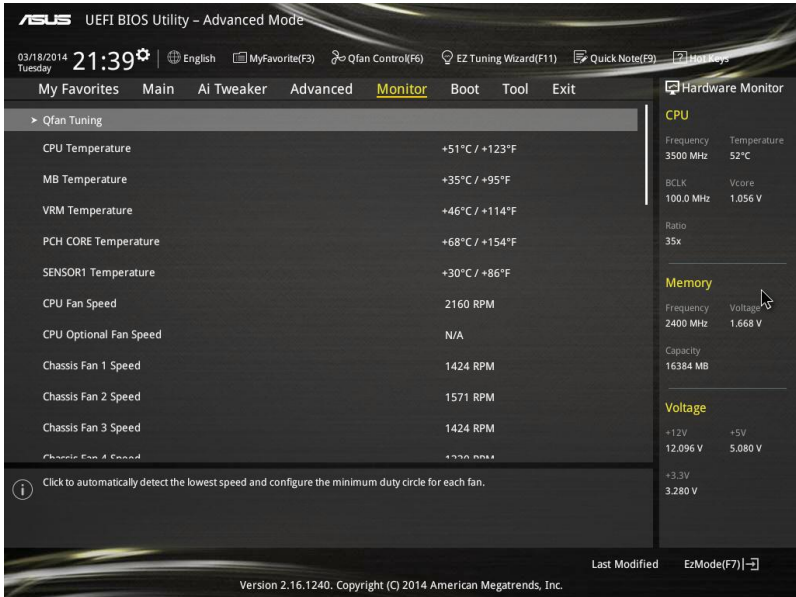 ASUS UEFI BIOS Utility – Advanced Mode
03/18/2014 Tuesday 21:39 English MyFavorite(F3) Qfan Control(F6) EZ Tuning Wizard(F11) Quick Note(F9) Hot Keys
My Favorites Main Ai Tweaker Advanced Monitor Boot Tool Exit
Qfan Tuning
CPU Temperature +51°C / +123°F
MB Temperature +35°C / +95°F
VRM Temperature +46°C / +114°F
PCH CORE Temperature +68°C / +154°F
SENSOR1 Temperature +30°C / +86°F
CPU Fan Speed 2160 RPM
CPU Optional Fan Speed N/A
Chassis Fan 1 Speed 1424 RPM
Chassis Fan 2 Speed 1571 RPM
Chassis Fan 3 Speed 1424 RPM
Chassis Fan 4 Speed
Click to automatically detect the lowest speed and configure the minimum duty circle for each fan.
Hardware Monitor
CPU
Frequency Temperature
3500 MHz 52°C
BCLK Vcore
100.0 MHz 1.056 V
Ratio
35x
Memory
Frequency Voltage
2400 MHz 1.668 V
Capacity
16384 MB
Voltage
+12V +5V
12.096 V 5.080 V
+3.3V
3.280 V
Last Modified EzMode(F7)
Version 2.16.1240. Copyright (C) 2014 American Megatrends, Inc.